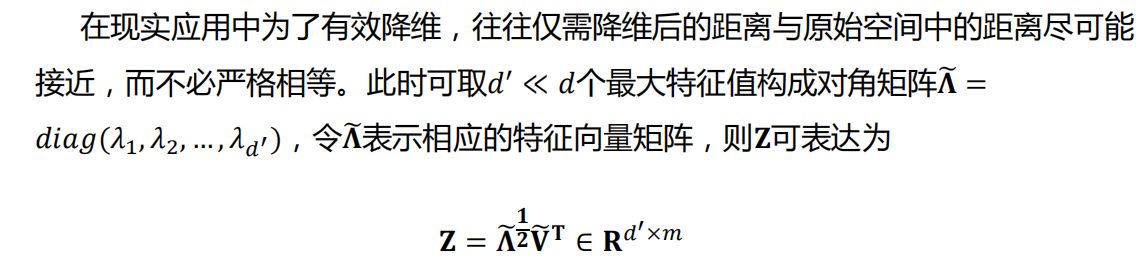 在现实应用中为了有效降维，往往仅需降维后的距离与原始空间中的距离尽可能
接近，而不必严格相等。此时可取d′ ≪ d个最大特征值构成对角矩阵Λ̃ =
diag(λ₁, λ₂, …, λ_d′)，令Λ̃表示相应的特征向量矩阵，则Z可表达为
Z = Λ̃^(1/2) Ṽ^T ∈ R^(d′×m)